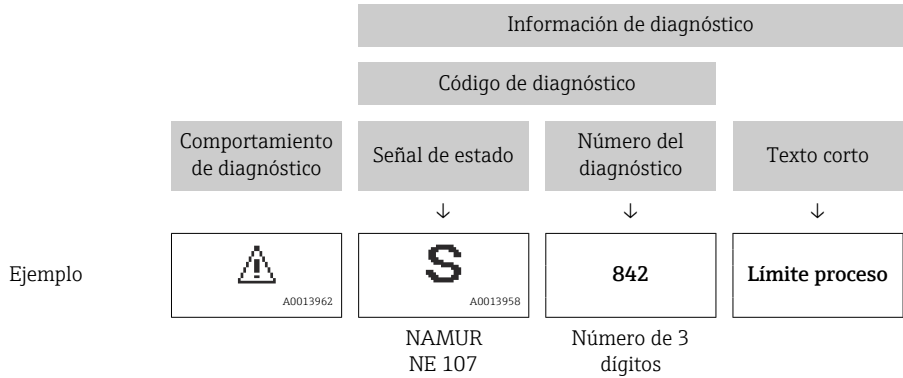 Información de diagnóstico
Código de diagnóstico
Comportamiento
de diagnóstico
Señal de estado
Número del
diagnóstico
Texto corto
↓ ↓ ↓
Ejemplo
A0013962
S
A0013958
842
Límite proceso
NAMUR
NE 107
Número de 3
dígitos